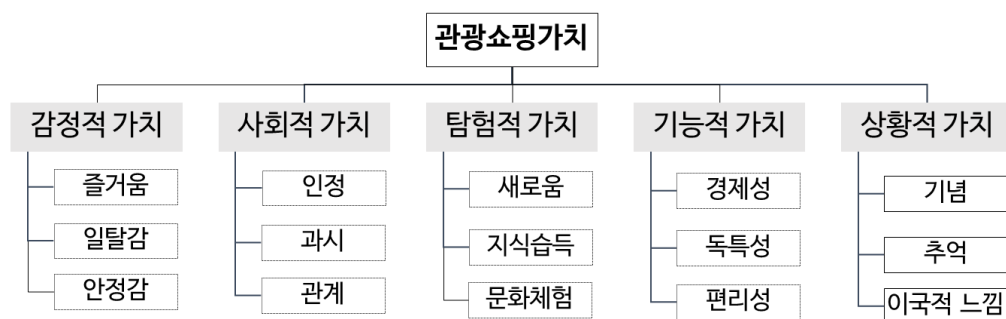 관광쇼핑가치
감정적 가치
즐거움
일탈감
안정감
사회적 가치
인정
과시
관계
탐험적 가치
새로움
지식습득
문화체험
기능적 가치
경제성
독특성
편리성
상황적 가치
기념
추억
이국적 느낌